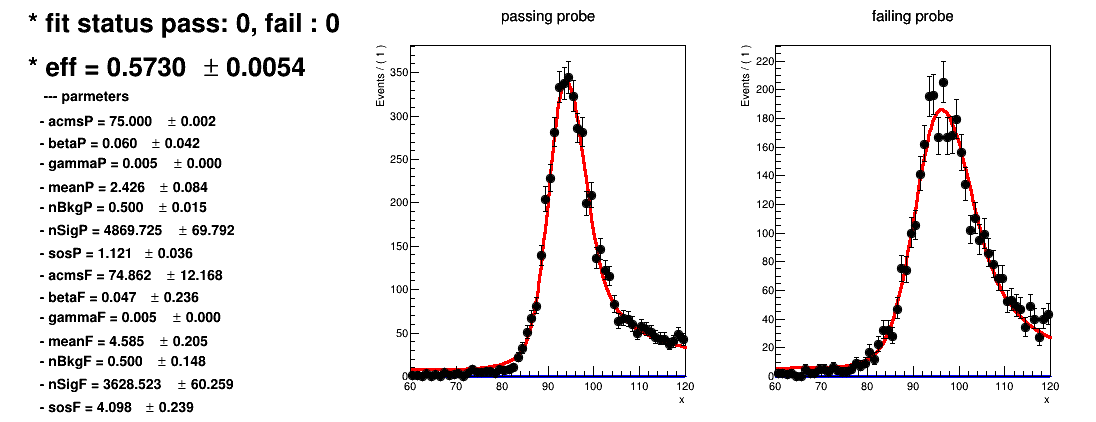 * fit status pass: 0, fail : 0
* eff = 0.5730 ± 0.0054
--- parmeters
- acmsP = 75.000 ± 0.002
- betaP = 0.060 ± 0.042
- gammaP = 0.005 ± 0.000
- meanP = 2.426 ± 0.084
- nBkgP = 0.500 ± 0.015
- nSigP = 4869.725 ± 69.792
- sosP = 1.121 ± 0.036
- acmsF = 74.862 ± 12.168
- betaF = 0.047 ± 0.236
- gammaF = 0.005 ± 0.000
- meanF = 4.585 ± 0.205
- nBkgF = 0.500 ± 0.148
- nSigF = 3628.523 ± 60.259
- sosF = 4.098 ± 0.239
passing probe
Events / ( 1 )
350
300
250
200
150
100
50
0
60 70 80 90 100 110 120
x
failing probe
Events / ( 1 )
220
200
180
160
140
120
100
80
60
40
20
0
60 70 80 90 100 110 120
x